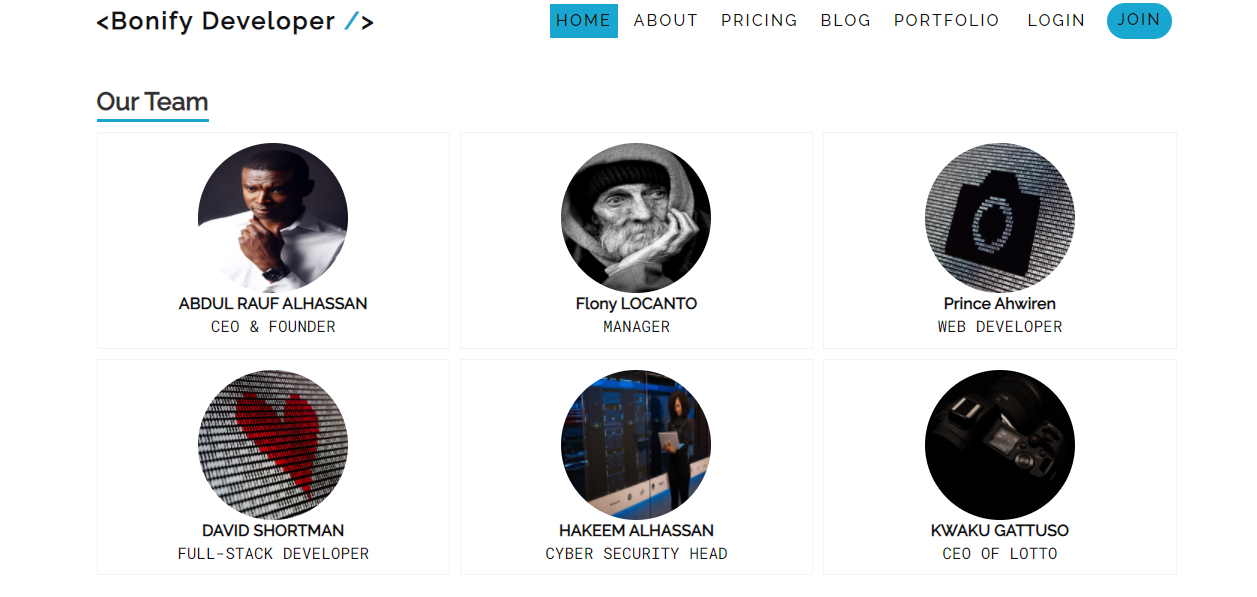 <Bonify Developer />
HOME ABOUT PRICING BLOG PORTFOLIO LOGIN JOIN
Our Team
ABDUL RAUF ALHASSAN
CEO & FOUNDER
Flony LOCANTO
MANAGER
Prince Ahwiren
WEB DEVELOPER
DAVID SHORTMAN
FULL-STACK DEVELOPER
HAKEEM ALHASSAN
CYBER SECURITY HEAD
KWAKU GATTUSO
CEO OF LOTTO